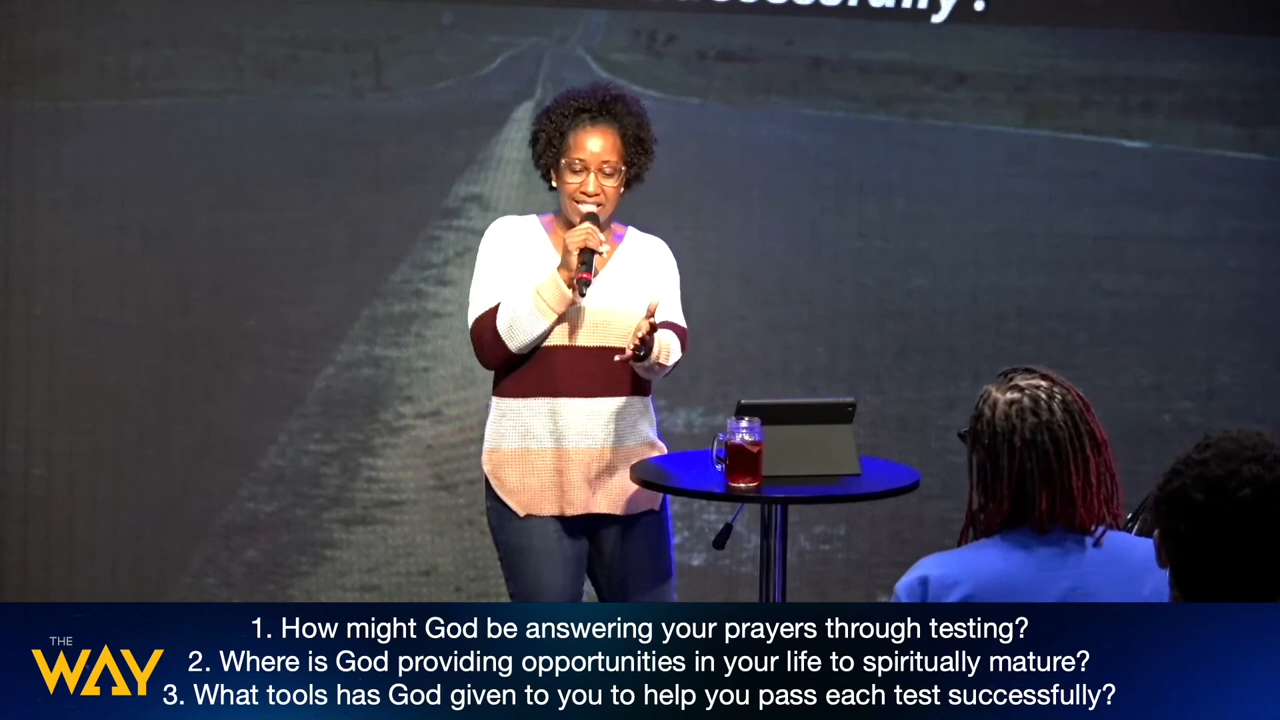 successfully?
1. How might God be answering your prayers through testing?
2. Where is God providing opportunities in your life to spiritually mature?
3. What tools has God given to you to help you pass each test successfully?
THE
WAY